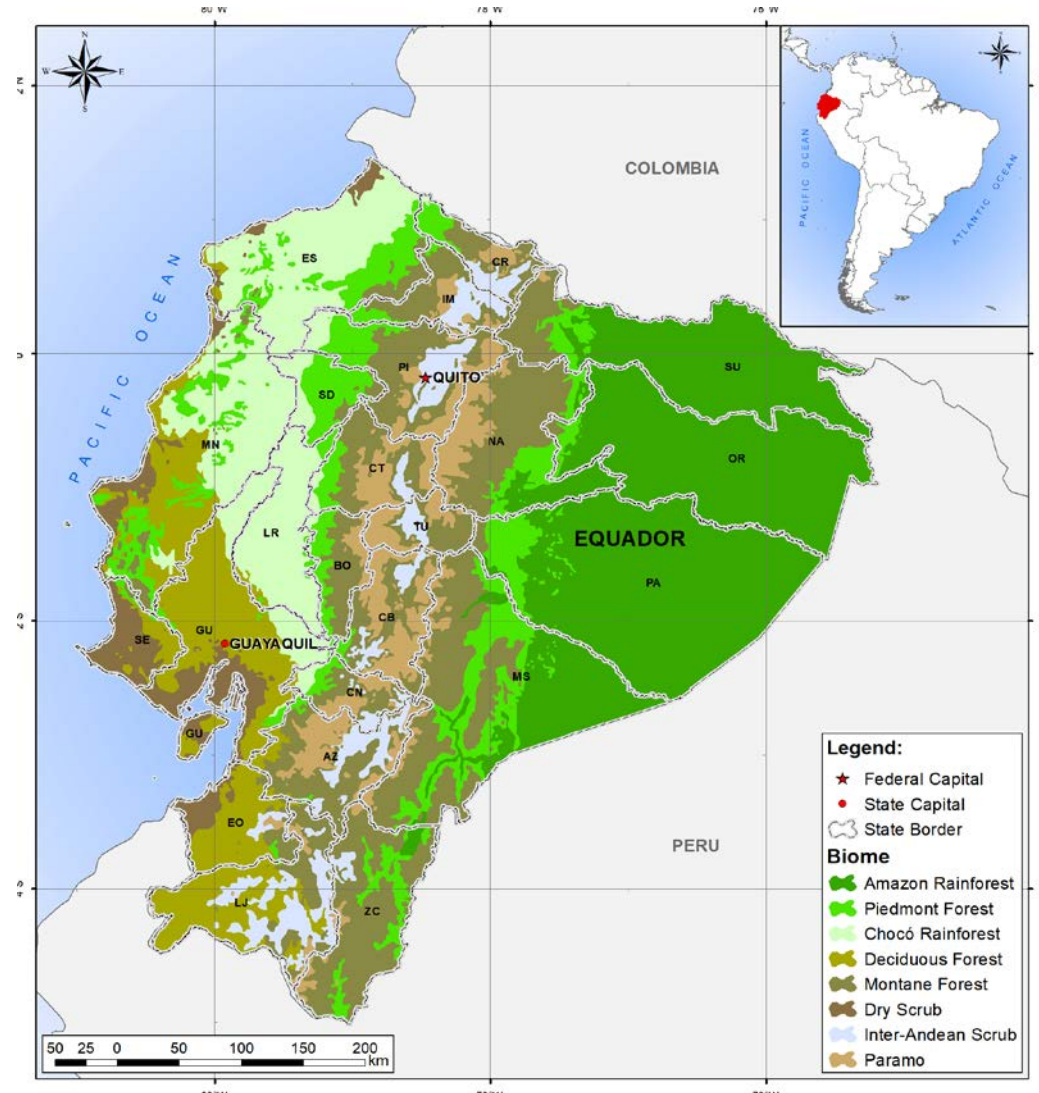 80°W
78°W
N
W
E
S
N
COLOMBIA
PACIFIC OCEAN
ATLANTIC OCEAN
PACIFIC OCEAN
ES
CR
IM
PI
QUITO
SU
SD
MN
NA
OR
CT
TU
LR
EQUADOR
BO
PA
CB
SE
GU
GUAYAQUIL
MS
CN
GU
AZ
EO
LJ
ZC
PERU
Legend:
Federal Capital
State Capital
State Border
Biome
Amazon Rainforest
Piedmont Forest
Chocó Rainforest
Deciduous Forest
Montane Forest
Dry Scrub
Inter-Andean Scrub
Paramo
50 25 0 50 100 150 200
km